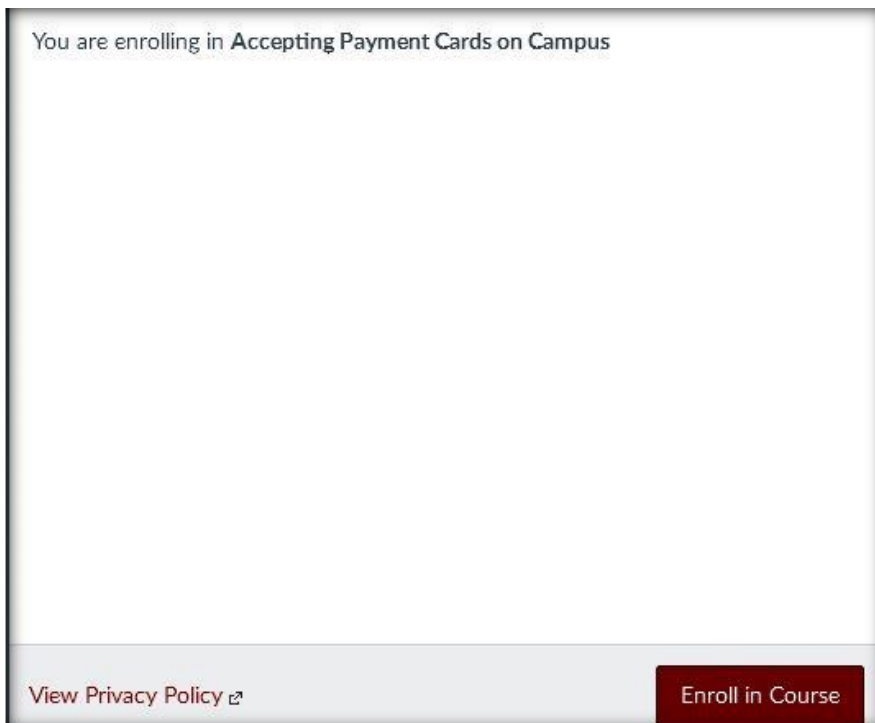 You are enrolling in Accepting Payment Cards on Campus
View Privacy Policy
Enroll in Course